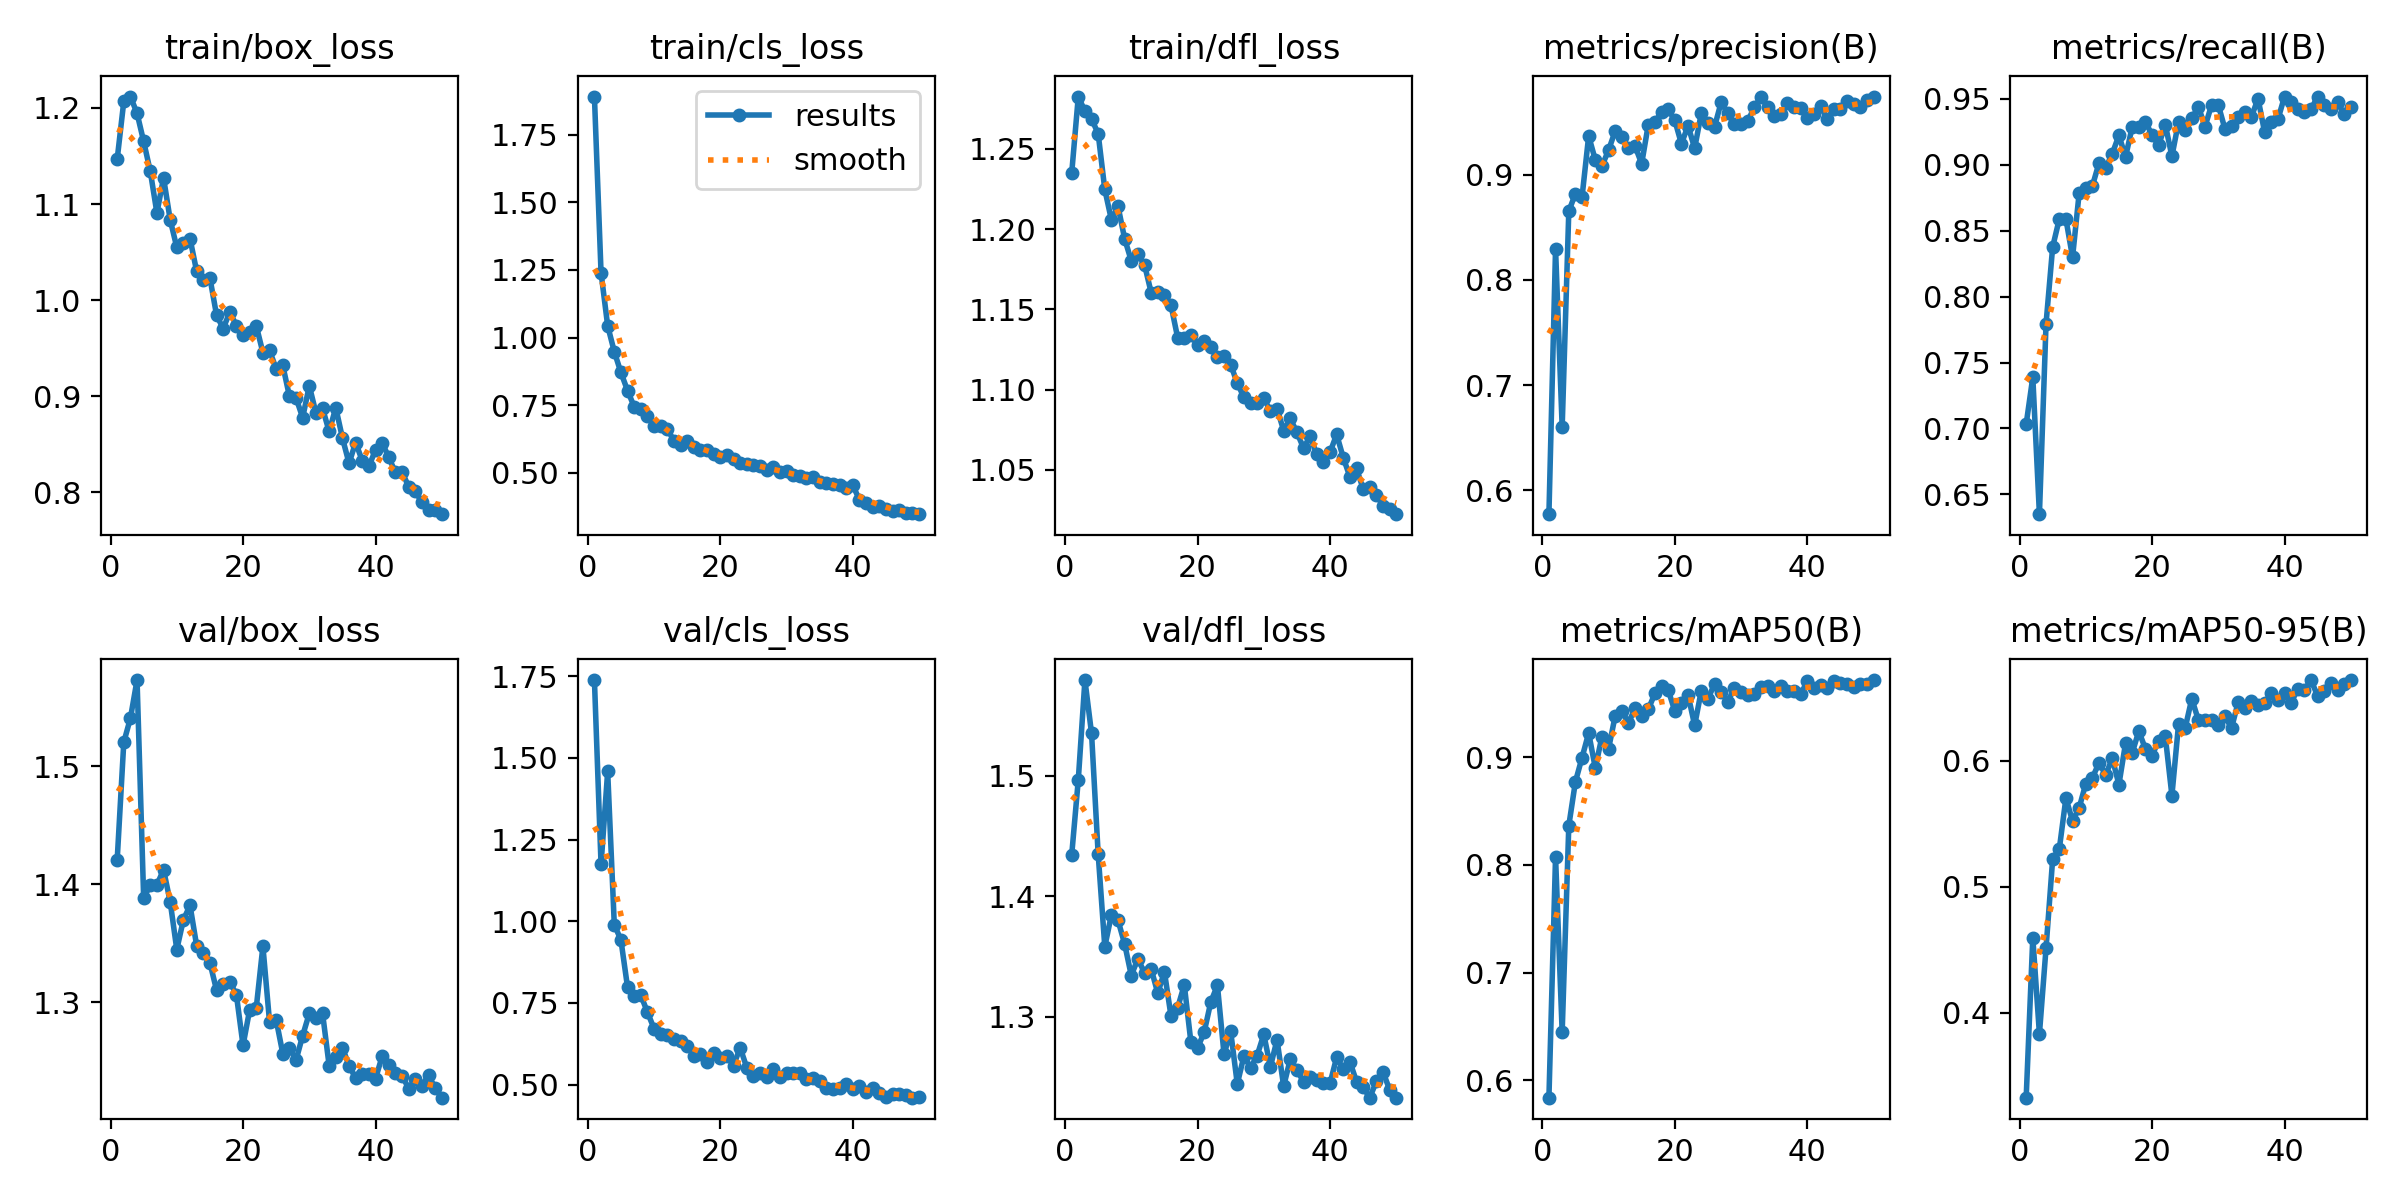 train/box_loss
1.2
1.1
1.0
0.9
0.8
0 20 40
train/cls_loss
results
smooth
1.75
1.50
1.25
1.00
0.75
0.50
0 20 40
train/dfl_loss
1.25
1.20
1.15
1.10
1.05
0 20 40
metrics/precision(B)
0.9
0.8
0.7
0.6
0 20 40
metrics/recall(B)
0.95
0.90
0.85
0.80
0.75
0.70
0.65
0 20 40
val/box_loss
1.5
1.4
1.3
0 20 40
val/cls_loss
1.75
1.50
1.25
1.00
0.75
0.50
0 20 40
val/dfl_loss
1.5
1.4
1.3
0 20 40
metrics/mAP50(B)
0.9
0.8
0.7
0.6
0 20 40
metrics/mAP50-95(B)
0.6
0.5
0.4
0 20 40